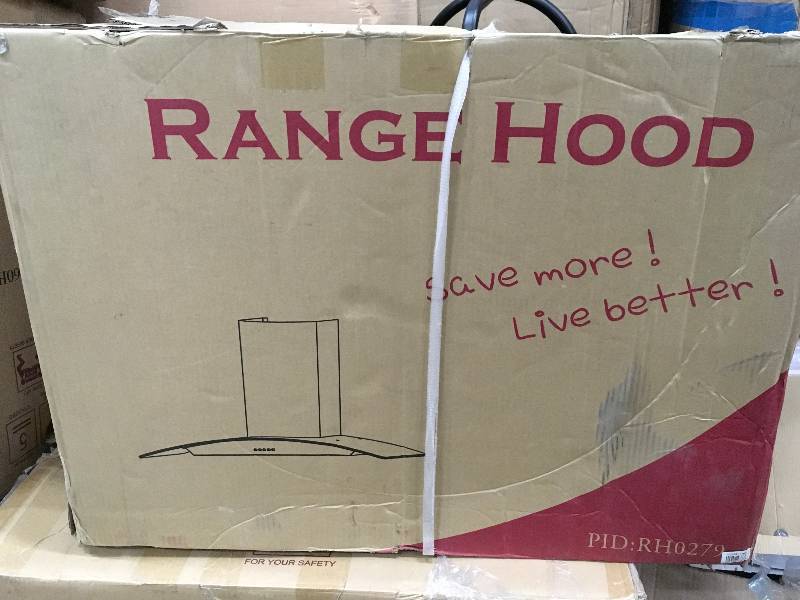 RANGE HOOD
Save more!
Live better!
PID:RH0279
FOR YOUR SAFETY